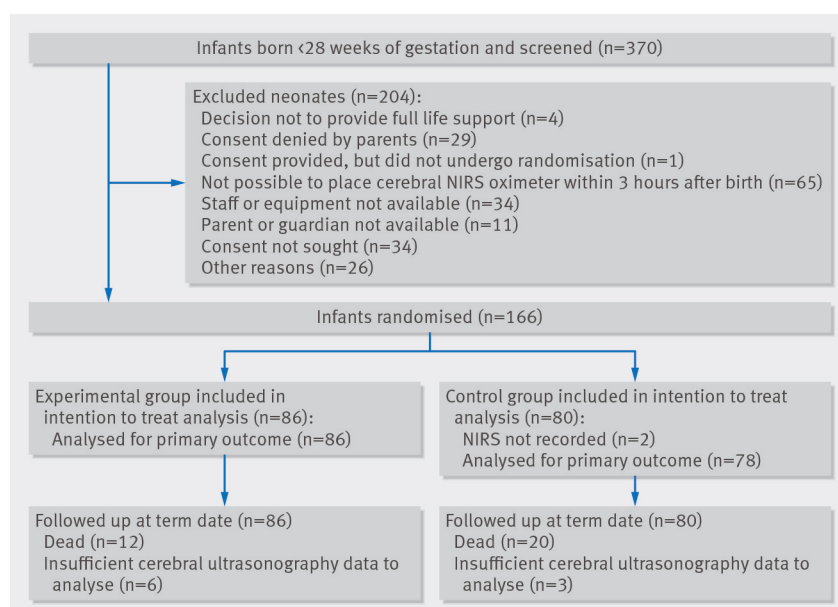 Infants born <28 weeks of gestation and screened (n=370)
Excluded neonates (n=204):
Decision not to provide full life support (n=4)
Consent denied by parents (n=29)
Consent provided, but did not undergo randomisation (n=1)
Not possible to place cerebral NIRS oximeter within 3 hours after birth (n=65)
Staff or equipment not available (n=34)
Parent or guardian not available (n=11)
Consent not sought (n=34)
Other reasons (n=26)
Infants randomised (n=166)
Experimental group included in
intention to treat analysis (n=86):
Analysed for primary outcome (n=86)
Control group included in intention to treat
analysis (n=80):
NIRS not recorded (n=2)
Analysed for primary outcome (n=78)
Followed up at term date (n=86)
Dead (n=12)
Insufficient cerebral ultrasonography data to
analyse (n=6)
Followed up at term date (n=80)
Dead (n=20)
Insufficient cerebral ultrasonography data to
analyse (n=3)